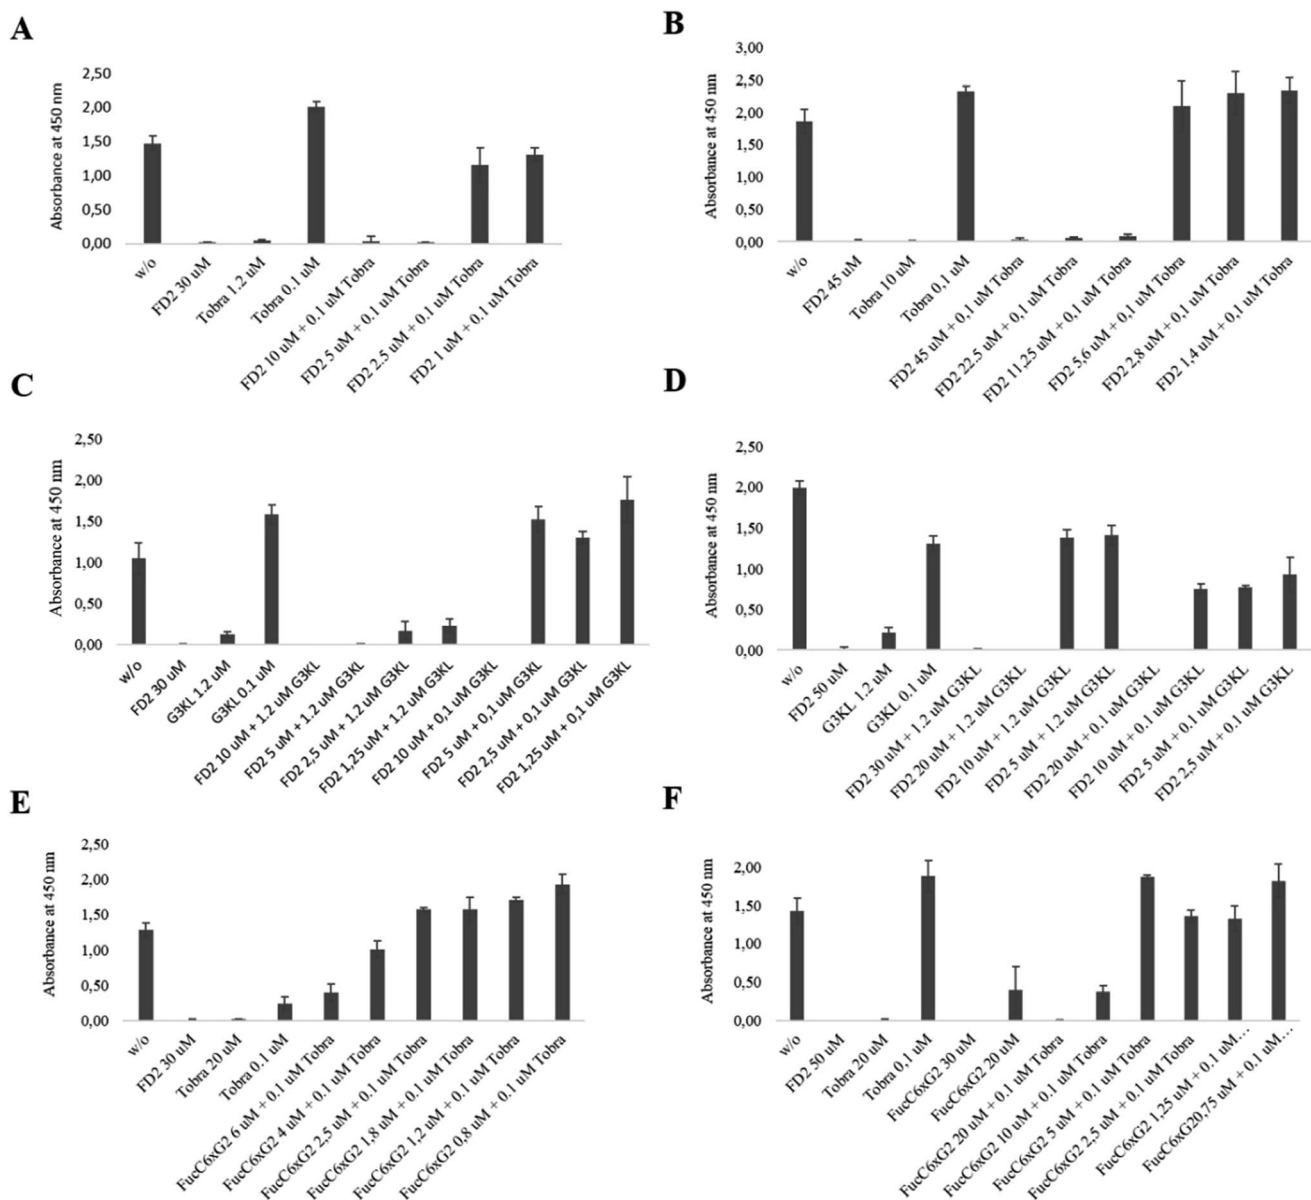 A
Absorbance at 450 nm
2,50
2,00
1,50
1,00
0,50
0,00
w/o
FD2 30 uM
Tobra 1.2 uM
Tobra 0.1 uM
FD2 10 uM + 0.1 uM Tobra
FD2 5 uM + 0.1 uM Tobra
FD2 2.5 uM + 0.1 uM Tobra
FD2 1 uM + 0.1 uM Tobra
B
Absorbance at 450 nm
3,00
2,50
2,00
1,50
1,00
0,50
0,00
w/o
FD2 45 uM
Tobra 10 uM
Tobra 0,1 uM
FD2 45 uM + 0,1 uM Tobra
FD2 22.5 uM + 0,1 uM Tobra
FD2 11,25 uM + 0,1 uM Tobra
FD2 5,6 uM + 0,1 uM Tobra
FD2 2,8 uM + 0,1 uM Tobra
FD2 1,4 uM + 0,1 uM Tobra
C
Absorbance at 450 nm
2,50
2,00
1,50
1,00
0,50
0,00
w/o
FD2 30 uM
G3KL 1.2 uM
G3KL 0.1 uM
FD2 10 uM + 1.2 uM G3KL
FD2 5 uM + 1.2 uM G3KL
FD2 2,5 uM + 1.2 uM G3KL
FD2 1,25 uM + 1.2 uM G3KL
FD2 10 uM + 0,1 uM G3KL
FD2 5 uM + 0,1 uM G3KL
FD2 2,5 uM + 0,1 uM G3KL
FD2 1,25 uM + 0,1 uM G3KL
D
Absorbance at 450 nm
2,50
2,00
1,50
1,00
0,50
0,00
w/o
FD2 50 uM
G3KL 1.2 uM
G3KL 0.1 uM
FD2 30 uM + 1.2 uM G3KL
FD2 20 uM + 1.2 uM G3KL
FD2 10 uM + 1.2 uM G3KL
FD2 5 uM + 1.2 uM G3KL
FD2 20 uM + 0.1 uM G3KL
FD2 10 uM + 0.1 uM G3KL
FD2 5 uM + 0.1 uM G3KL
FD2 2,5 uM + 0.1 uM G3KL
E
Absorbance at 450 nm
2,50
2,00
1,50
1,00
0,50
0,00
w/o
FD2 30 uM
Tobra 20 uM
Tobra 0.1 uM
FucC6xG2 6 uM + 0.1 uM Tobra
FucC6xG2 4 uM + 0.1 uM Tobra
FucC6xG2 2,5 uM + 0.1 uM Tobra
FucC6xG2 1,8 uM + 0.1 uM Tobra
FucC6xG2 1,2 uM + 0.1 uM Tobra
FucC6xG2 0,8 uM + 0.1 uM Tobra
F
Absorbance at 450 nm
2,00
1,50
1,00
0,50
0,00
w/o
FD2 50 uM
Tobra 20 uM
Tobra 0,1 uM
FucC6xG2 30 uM
FucC6xG2 20 uM
FucC6xG2 20 uM + 0.1 uM Tobra
FucC6xG2 10 uM + 0.1 uM Tobra
FucC6xG2 5 uM + 0.1 uM Tobra
FucC6xG2 2,5 uM + 0.1 uM Tobra
FucC6xG2 1,25 uM + 0.1 uM…
FucC6xG20,75 uM + 0.1 uM…